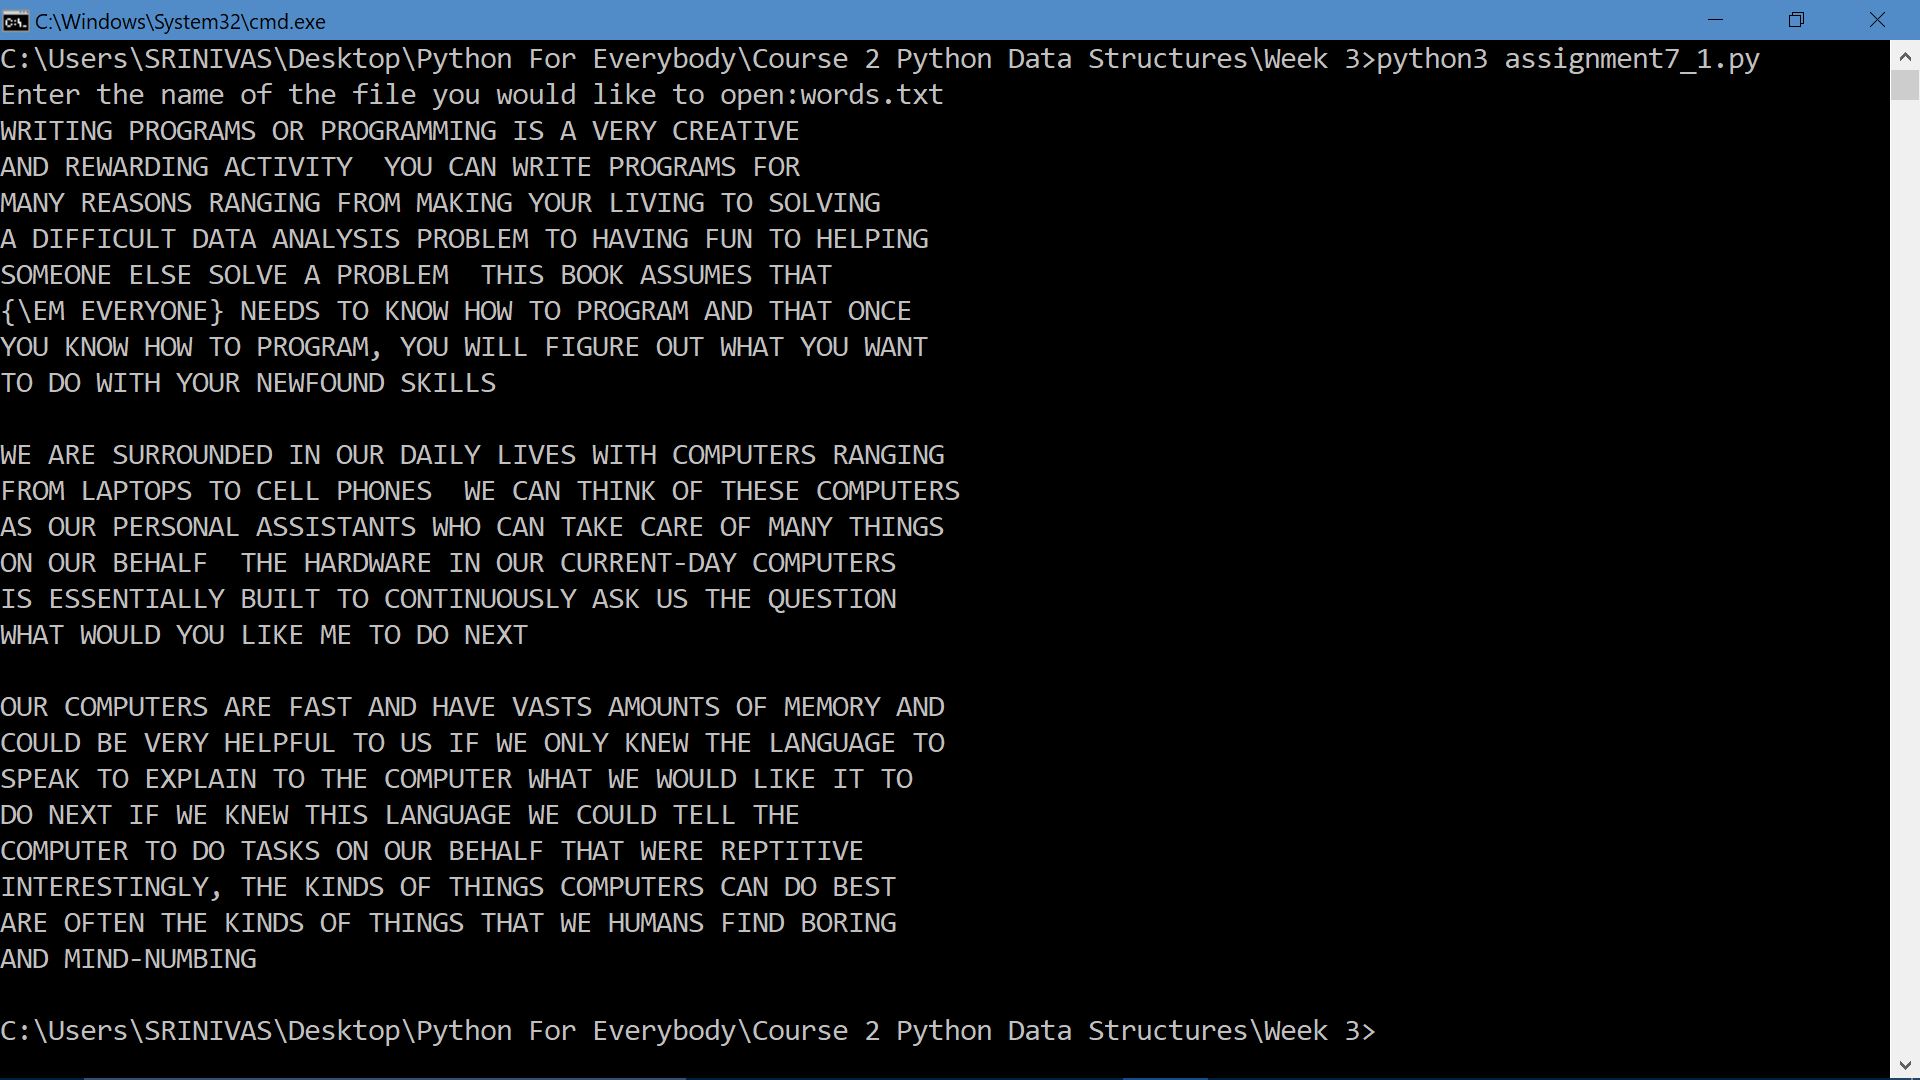 C:\Windows\System32\cmd.exe
C:\Users\SRINIVAS\Desktop\Python For Everybody\Course 2 Python Data Structures\Week 3>python3 assignment7_1.py
Enter the name of the file you would like to open:words.txt
WRITING PROGRAMS OR PROGRAMMING IS A VERY CREATIVE
AND REWARDING ACTIVITY  YOU CAN WRITE PROGRAMS FOR
MANY REASONS RANGING FROM MAKING YOUR LIVING TO SOLVING
A DIFFICULT DATA ANALYSIS PROBLEM TO HAVING FUN TO HELPING
SOMEONE ELSE SOLVE A PROBLEM  THIS BOOK ASSUMES THAT
{\EM EVERYONE} NEEDS TO KNOW HOW TO PROGRAM AND THAT ONCE
YOU KNOW HOW TO PROGRAM, YOU WILL FIGURE OUT WHAT YOU WANT
TO DO WITH YOUR NEWFOUND SKILLS

WE ARE SURROUNDED IN OUR DAILY LIVES WITH COMPUTERS RANGING
FROM LAPTOPS TO CELL PHONES  WE CAN THINK OF THESE COMPUTERS
AS OUR PERSONAL ASSISTANTS WHO CAN TAKE CARE OF MANY THINGS
ON OUR BEHALF  THE HARDWARE IN OUR CURRENT-DAY COMPUTERS
IS ESSENTIALLY BUILT TO CONTINUOUSLY ASK US THE QUESTION
WHAT WOULD YOU LIKE ME TO DO NEXT

OUR COMPUTERS ARE FAST AND HAVE VASTS AMOUNTS OF MEMORY AND
COULD BE VERY HELPFUL TO US IF WE ONLY KNEW THE LANGUAGE TO
SPEAK TO EXPLAIN TO THE COMPUTER WHAT WE WOULD LIKE IT TO
DO NEXT IF WE KNEW THIS LANGUAGE WE COULD TELL THE
COMPUTER TO DO TASKS ON OUR BEHALF THAT WERE REPTITIVE
INTERESTINGLY, THE KINDS OF THINGS COMPUTERS CAN DO BEST
ARE OFTEN THE KINDS OF THINGS THAT WE HUMANS FIND BORING
AND MIND-NUMBING

C:\Users\SRINIVAS\Desktop\Python For Everybody\Course 2 Python Data Structures\Week 3>